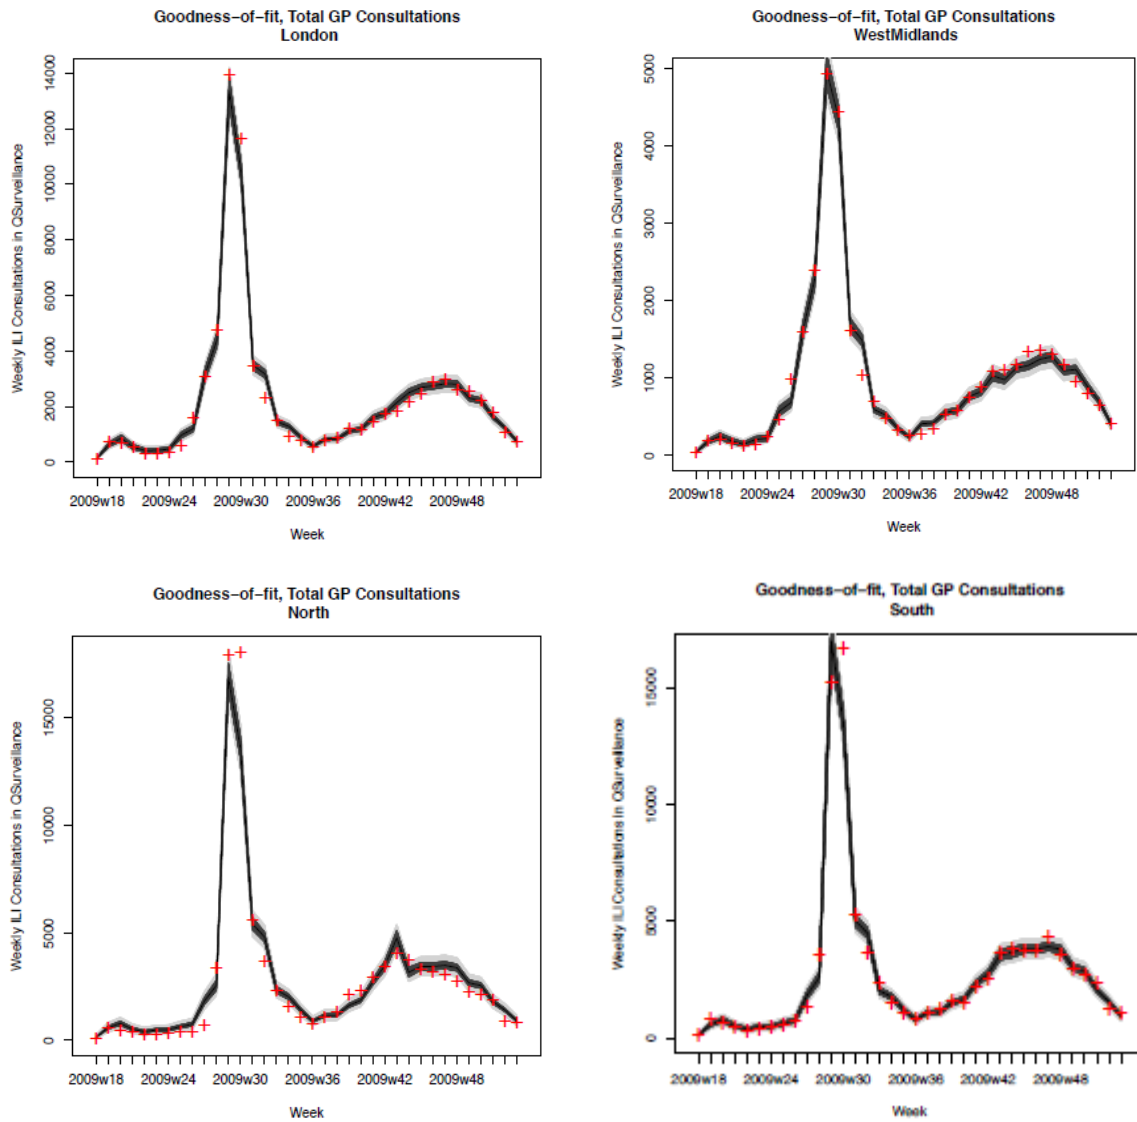 Goodness−of−fit, Total GP Consultations
London
Weekly ILI Consultations in QSurveillance
14000
12000
10000
8000
6000
4000
2000
0
2009w18 2009w24 2009w30 2009w36 2009w42 2009w48
Week
Goodness−of−fit, Total GP Consultations
WestMidlands
Weekly ILI Consultations in QSurveillance
5000
4000
3000
2000
1000
0
2009w18 2009w24 2009w30 2009w36 2009w42 2009w48
Week
Goodness−of−fit, Total GP Consultations
North
Weekly ILI Consultations in QSurveillance
15000
10000
5000
0
2009w18 2009w24 2009w30 2009w36 2009w42 2009w48
Week
Goodness−of−fit, Total GP Consultations
South
Weekly ILI Consultations in QSurveillance
15000
10000
5000
0
2009w18 2009w24 2009w30 2009w36 2009w42 2009w48
Week